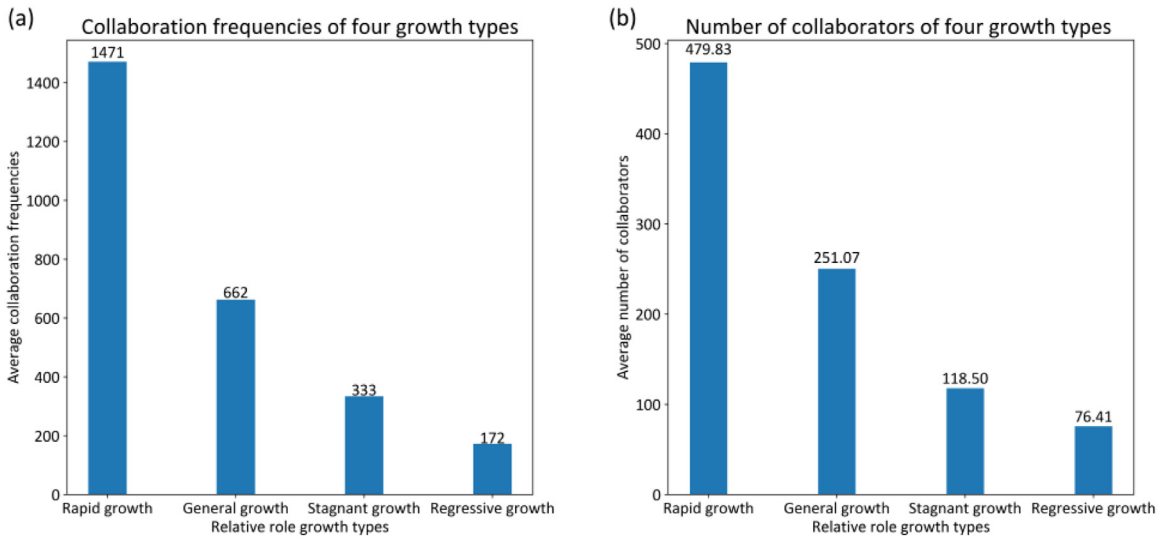 (a)
Collaboration frequencies of four growth types
1471
1400
1200
1000
800
600
400
200
0
662
333
172
Average collaboration frequencies
Rapid growth
General growth
Stagnant growth
Regressive growth
Relative role growth types
(b)
Number of collaborators of four growth types
500
400
300
200
100
0
479.83
251.07
118.50
76.41
Average number of collaborators
Rapid growth
General growth
Stagnant growth
Regressive growth
Relative role growth types